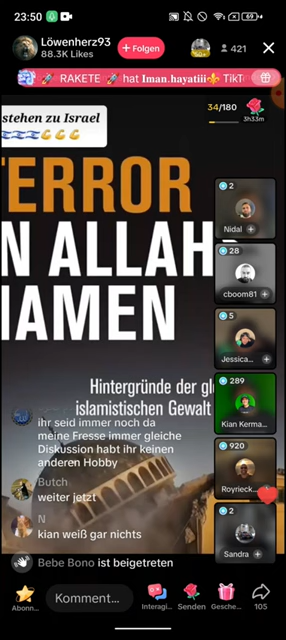 23:50
69
Löwenherz93
88.3K Likes
+ Folgen
421
🚀 RAKETE 🚀 hat Iman.hayatiii⚜️ TikT
stehen zu Israel
34/180
3h33m
TERROR
N ALLAH
NAMEN
2
Nidal
28
cboom81
5
Jessica...
289
Kian Kerma...
920
Royrieck...
2
Sandra
Hintergründe der gl
islamistischen Gewalt
ihr seid immer noch da
meine Fresse immer gleiche
Diskussion habt ihr keinen
anderen Hobby
Butch
weiter jetzt
N
kian weiß gar nichts
Bebe Bono ist beigetreten
Abonn...
Komment...
Interagi...
Senden
Gesche...
105